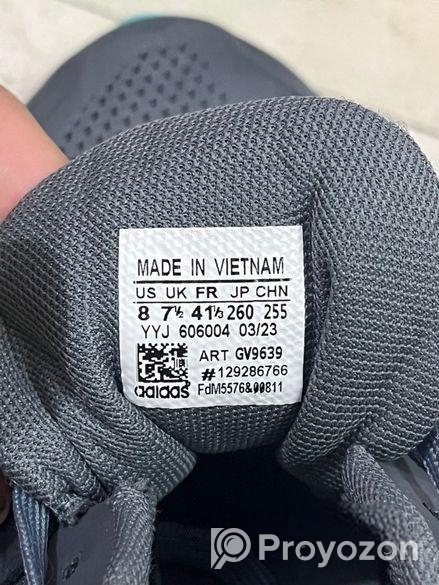 MADE IN VIETNAM
US UK FR JP CHN
8 7½ 41⅓ 260 255
YYJ 606004 03/23
ART GV9639
#129286766
adidas FdM5576&00811
Proyozon